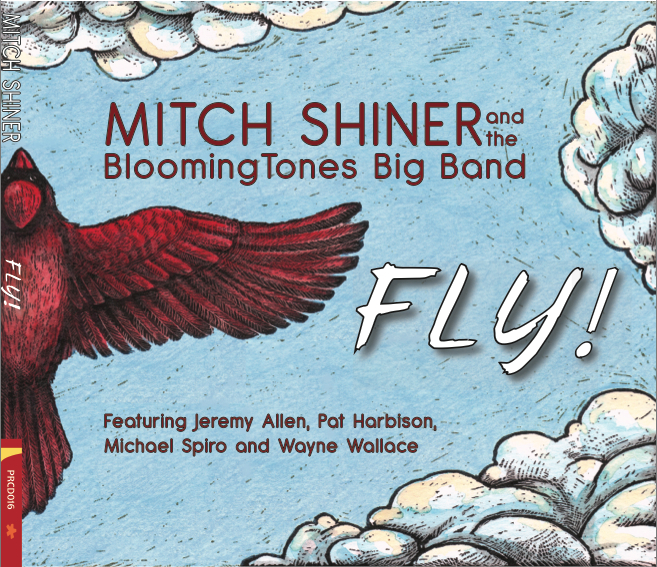 MITCH SHINER
MITCH SHINER and the
BloomingTones Big Band
FLY!
FLY!
Featuring Jeremy Allen, Pat Harbison,
Michael Spiro and Wayne Wallace
PRCD016